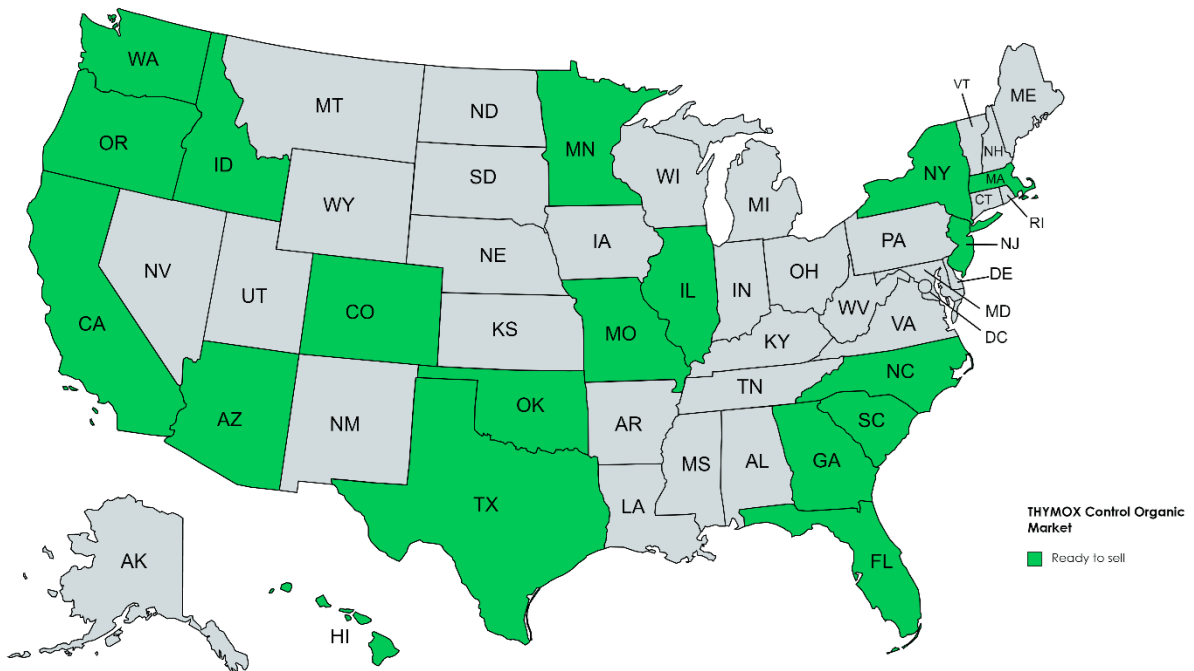 WA
MT
ND
MN
VT
ME
OR
ID
SD
WI
NY
NH
MA
WY
MI
CT
RI
IA
PA
NJ
NE
NV
OH
DE
UT
IL
IN
CA
CO
WV
MD
KS
MO
VA
DC
KY
NC
TN
OK
AZ
NM
AR
SC
MS
AL
GA
TX
LA
THYMOX Control Organic
Market
Ready to sell
AK
FL
HI